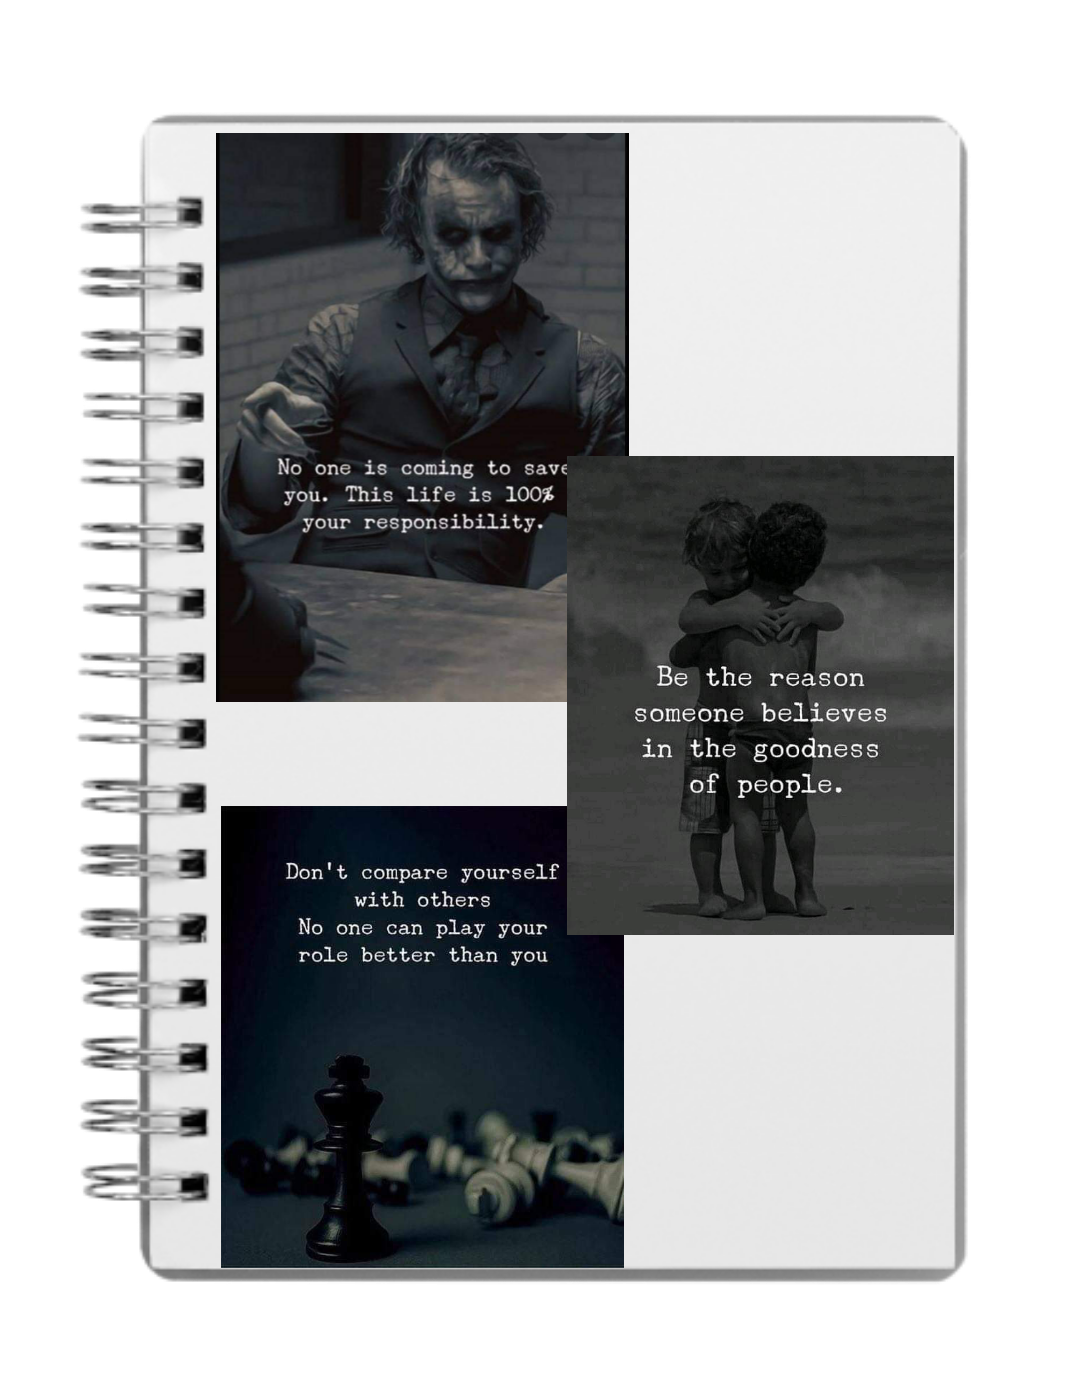 No one is coming to save
you. This life is 100%
your responsibility.
Be the reason
someone believes
in the goodness
of people.
Don't compare yourself
with others
No one can play your
role better than you